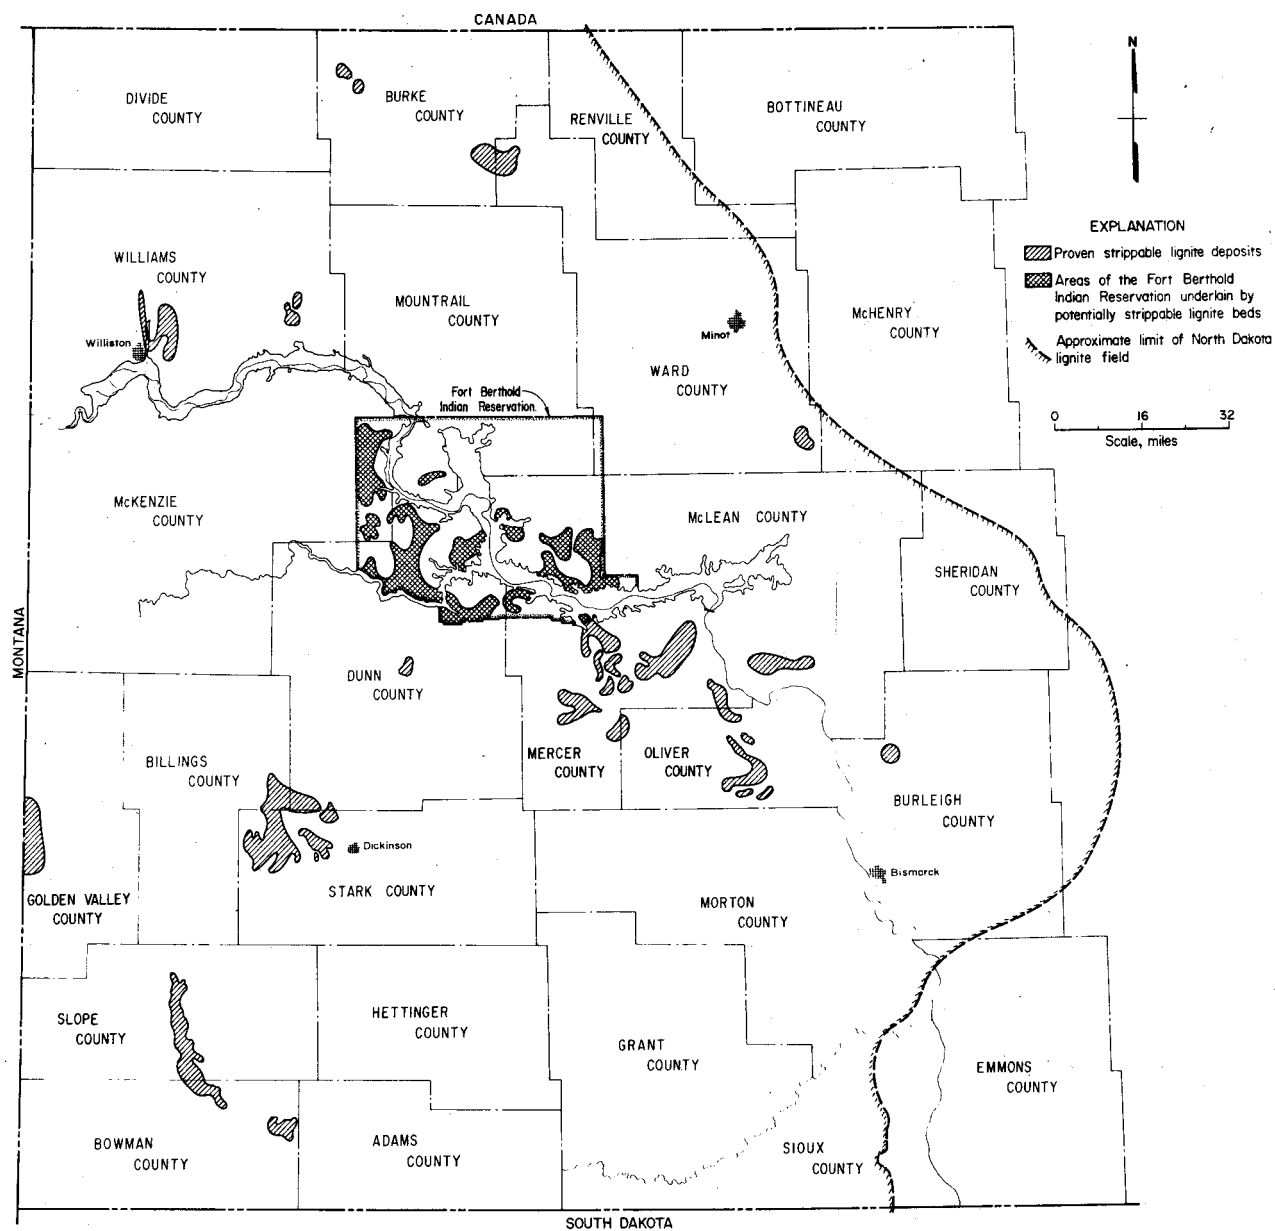 CANADA
N
DIVIDE
COUNTY
BURKE
COUNTY
RENVILLE
COUNTY
BOTTINEAU
COUNTY
EXPLANATION
Proven strippable lignite deposits
Areas of the Fort Berthold
Indian Reservation underlain by
potentially strippable lignite beds
Approximate limit of North Dakota
lignite field
0 16 32
Scale, miles
WILLIAMS
COUNTY
MOUNTRAIL
COUNTY
McHENRY
COUNTY
Williston
Minot
WARD
COUNTY
Fort Berthold
Indian Reservation
McKENZIE
COUNTY
McLEAN COUNTY
SHERIDAN
COUNTY
MONTANA
DUNN
COUNTY
BILLINGS
COUNTY
MERCER
COUNTY
OLIVER
COUNTY
BURLEIGH
COUNTY
Dickinson
Bismarck
GOLDEN VALLEY
COUNTY
STARK COUNTY
MORTON
COUNTY
SLOPE
COUNTY
HETTINGER
COUNTY
GRANT
COUNTY
EMMONS
COUNTY
BOWMAN
COUNTY
ADAMS
COUNTY
SIOUX
COUNTY
SOUTH DAKOTA